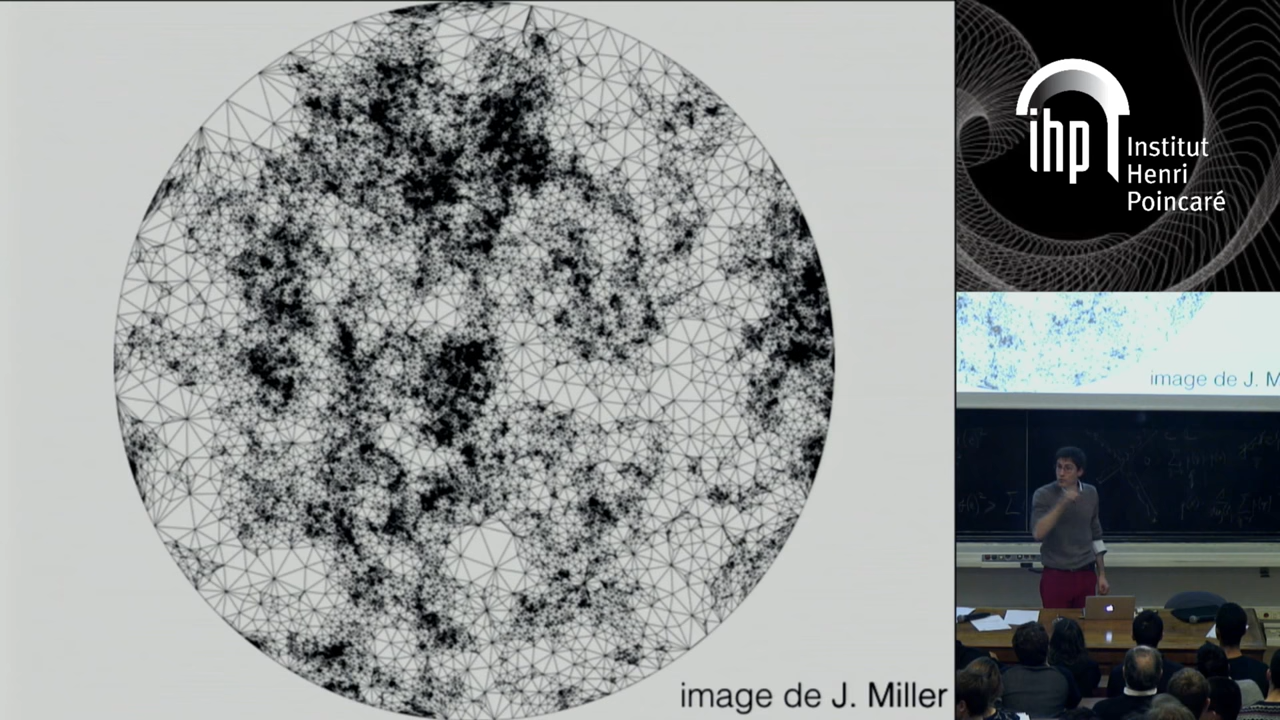 image de J. Miller
ihp
Institut
Henri
Poincaré
image de J. M